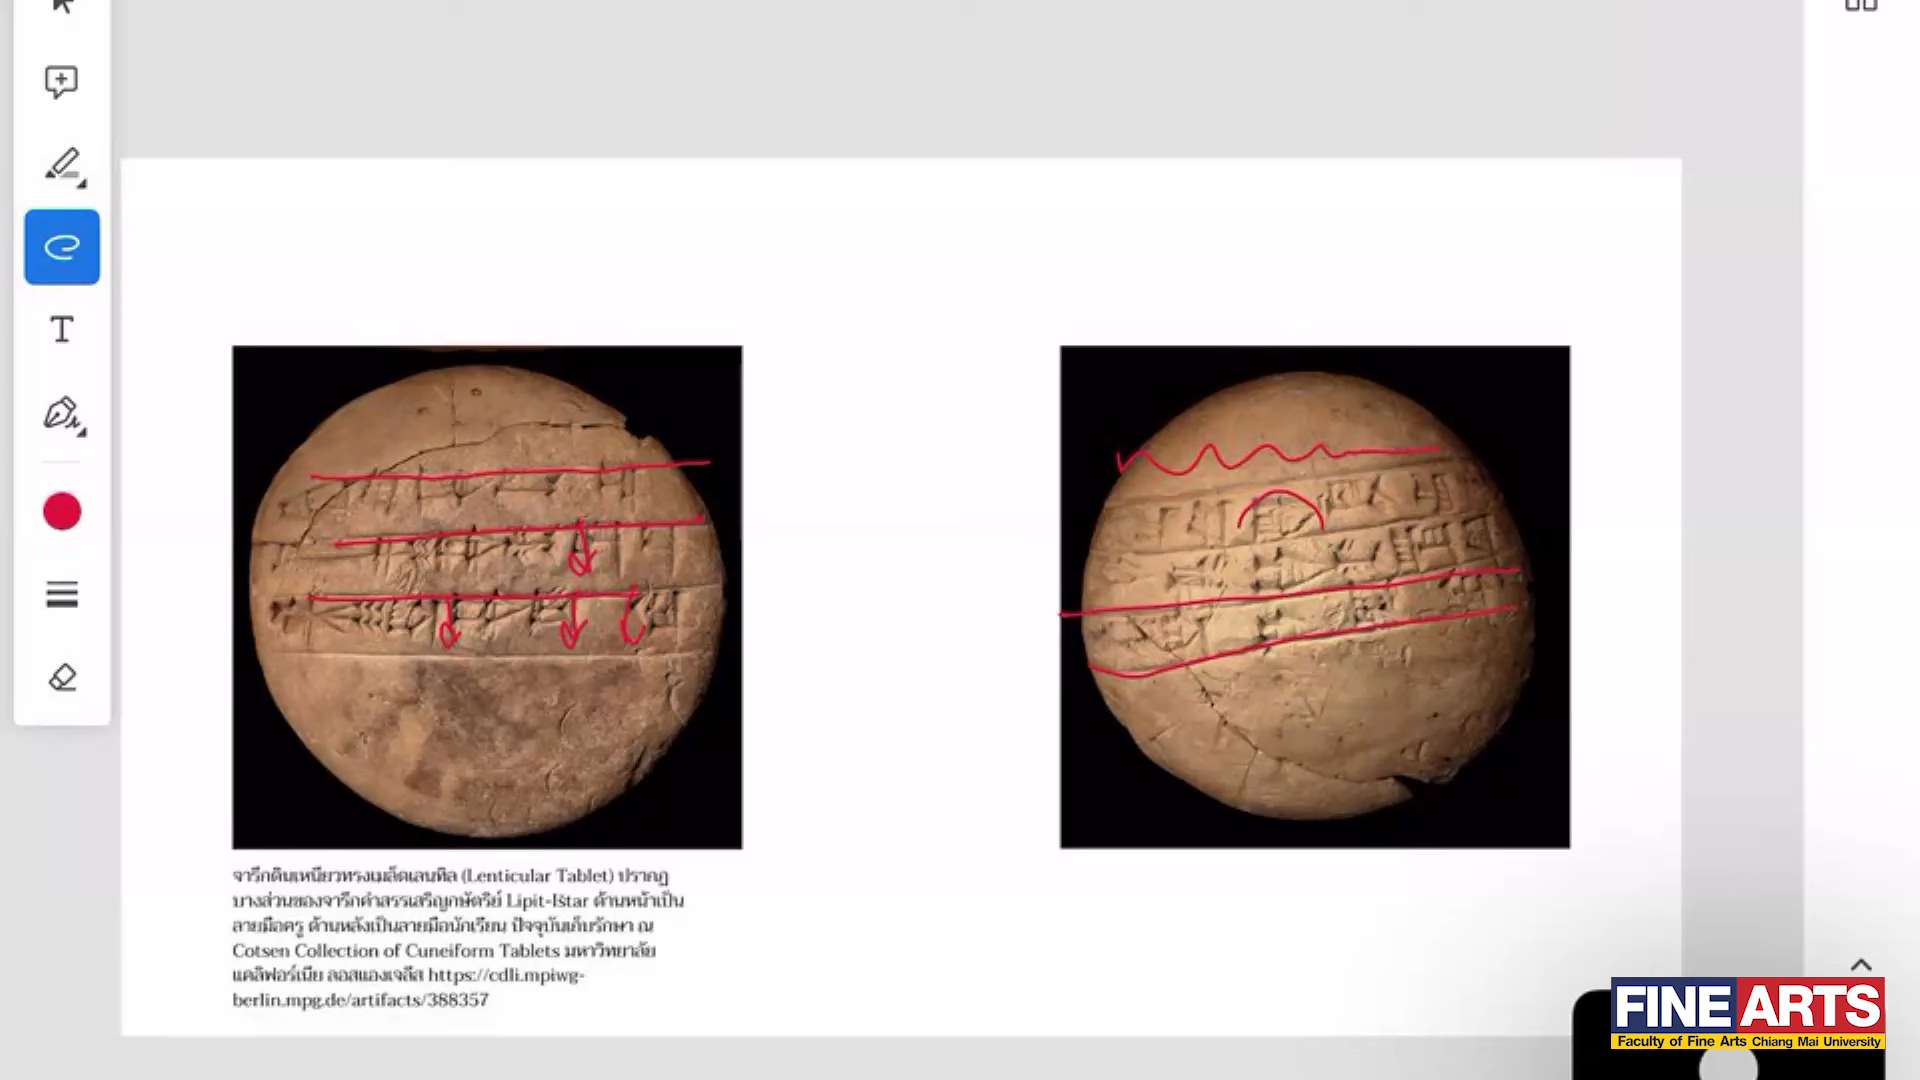 จารึกดินเหนียวทรงเมล็ดเลนทิล (Lenticular Tablet) ปรากฏ
บางส่วนของจารึกคำสรรเสริญกษัตริย์ Lipit-Ištar ด้านหน้าเป็น
ลายมือครู ด้านหลังเป็นลายมือนักเรียน ปัจจุบันเก็บรักษา ณ
Cotsen Collection of Cuneiform Tablets มหาวิทยาลัย
แคลิฟอร์เนีย ลอสแองเจลีส https://cdli.mpiwg-
berlin.mpg.de/artifacts/388357
FINE ARTS
Faculty of Fine Arts Chiang Mai University